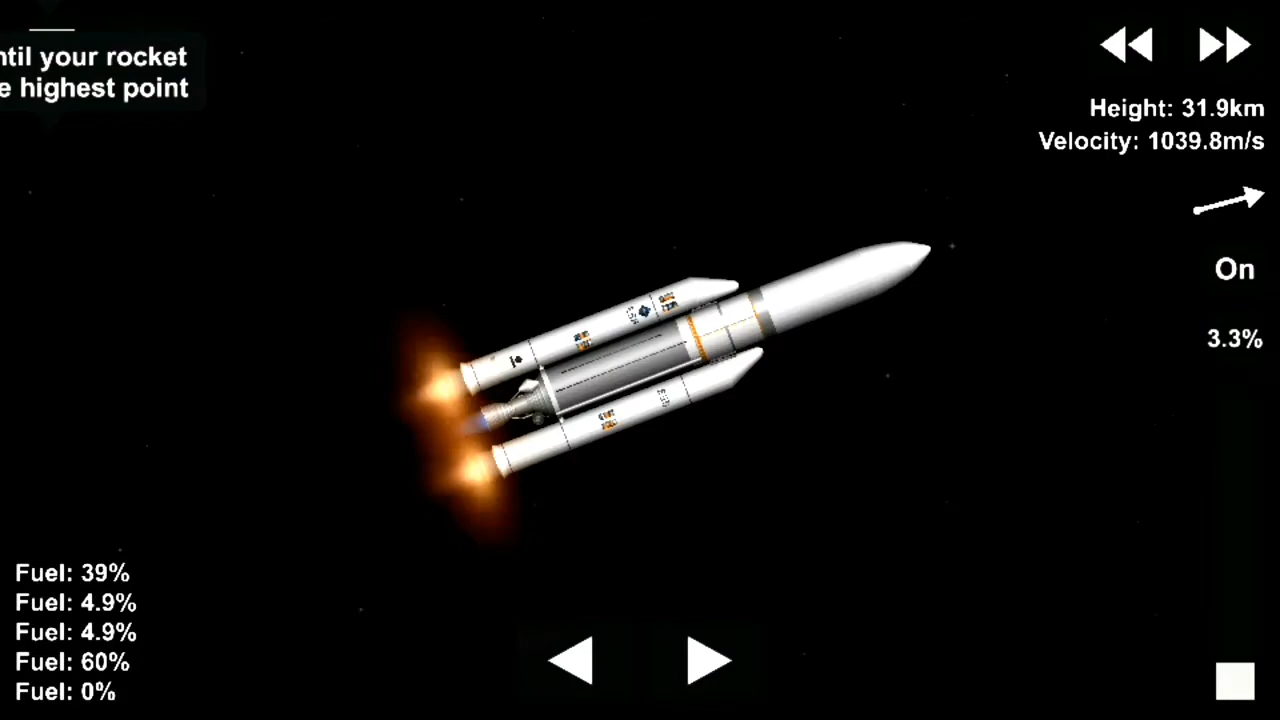 ntil your rocket
e highest point
Height: 31.9km
Velocity: 1039.8m/s
On
3.3%
Fuel: 39%
Fuel: 4.9%
Fuel: 4.9%
Fuel: 60%
Fuel: 0%